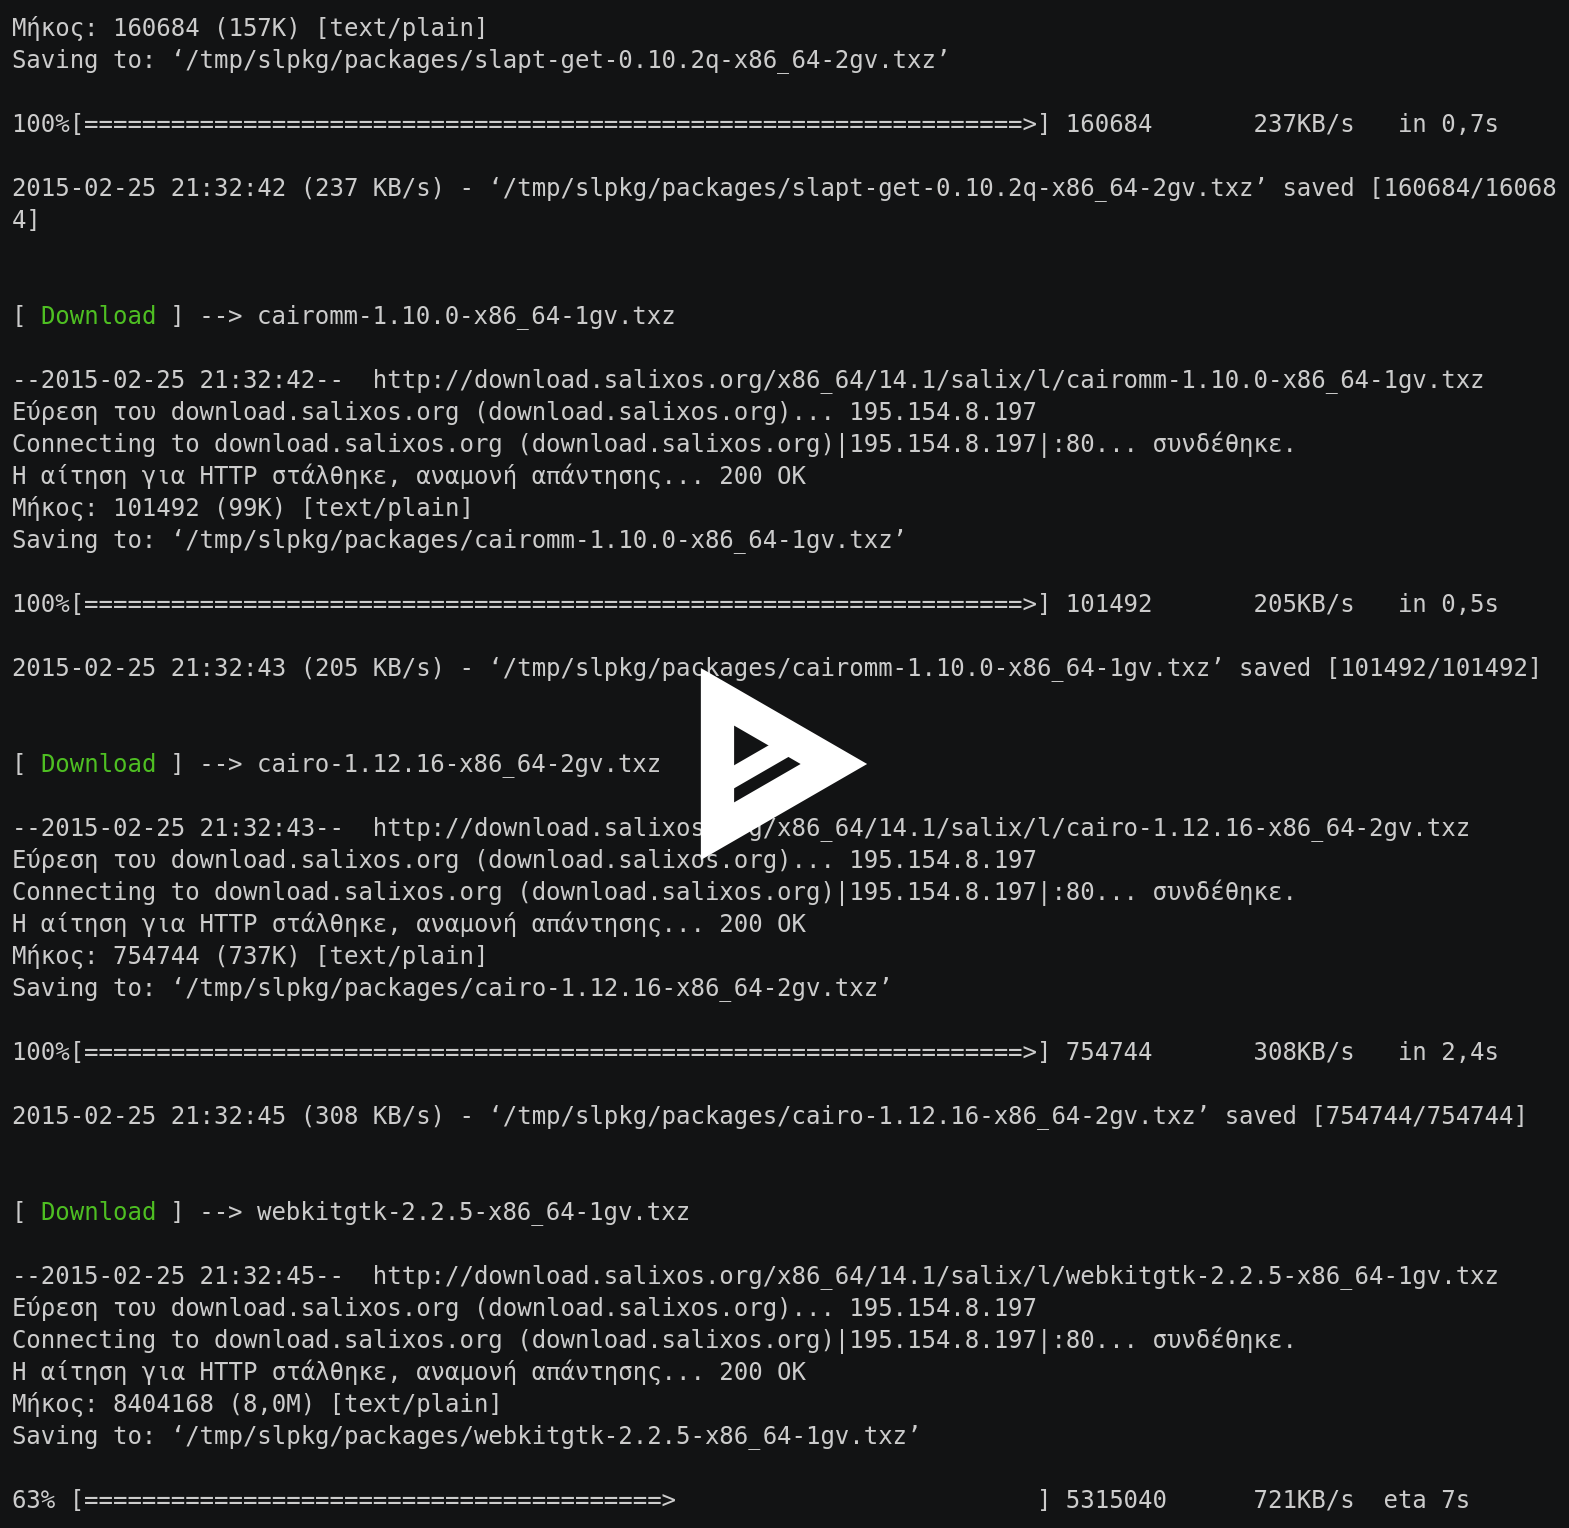 Μήκος: 160684 (157K) [text/plain]
Saving to: ‘/tmp/slpkg/packages/slapt-get-0.10.2q-x86_64-2gv.txz’
100%[=================================================================>] 160684       237KB/s   in 0,7s
2015-02-25 21:32:42 (237 KB/s) - ‘/tmp/slpkg/packages/slapt-get-0.10.2q-x86_64-2gv.txz’ saved [160684/16068
4]
[ Download ] --> cairomm-1.10.0-x86_64-1gv.txz
--2015-02-25 21:32:42--  http://download.salixos.org/x86_64/14.1/salix/l/cairomm-1.10.0-x86_64-1gv.txz
Εύρεση του download.salixos.org (download.salixos.org)... 195.154.8.197
Connecting to download.salixos.org (download.salixos.org)|195.154.8.197|:80... συνδέθηκε.
Η αίτηση για HTTP στάλθηκε, αναμονή απάντησης... 200 OK
Μήκος: 101492 (99K) [text/plain]
Saving to: ‘/tmp/slpkg/packages/cairomm-1.10.0-x86_64-1gv.txz’
100%[=================================================================>] 101492       205KB/s   in 0,5s
2015-02-25 21:32:43 (205 KB/s) - ‘/tmp/slpkg/packages/cairomm-1.10.0-x86_64-1gv.txz’ saved [101492/101492]
[ Download ] --> cairo-1.12.16-x86_64-2gv.txz
--2015-02-25 21:32:43--  http://download.salixos.org/x86_64/14.1/salix/l/cairo-1.12.16-x86_64-2gv.txz
Εύρεση του download.salixos.org (download.salixos.org)... 195.154.8.197
Connecting to download.salixos.org (download.salixos.org)|195.154.8.197|:80... συνδέθηκε.
Η αίτηση για HTTP στάλθηκε, αναμονή απάντησης... 200 OK
Μήκος: 754744 (737K) [text/plain]
Saving to: ‘/tmp/slpkg/packages/cairo-1.12.16-x86_64-2gv.txz’
100%[=================================================================>] 754744       308KB/s   in 2,4s
2015-02-25 21:32:45 (308 KB/s) - ‘/tmp/slpkg/packages/cairo-1.12.16-x86_64-2gv.txz’ saved [754744/754744]
[ Download ] --> webkitgtk-2.2.5-x86_64-1gv.txz
--2015-02-25 21:32:45--  http://download.salixos.org/x86_64/14.1/salix/l/webkitgtk-2.2.5-x86_64-1gv.txz
Εύρεση του download.salixos.org (download.salixos.org)... 195.154.8.197
Connecting to download.salixos.org (download.salixos.org)|195.154.8.197|:80... συνδέθηκε.
Η αίτηση για HTTP στάλθηκε, αναμονή απάντησης... 200 OK
Μήκος: 8404168 (8,0M) [text/plain]
Saving to: ‘/tmp/slpkg/packages/webkitgtk-2.2.5-x86_64-1gv.txz’
63% [========================================>                         ] 5315040      721KB/s  eta 7s